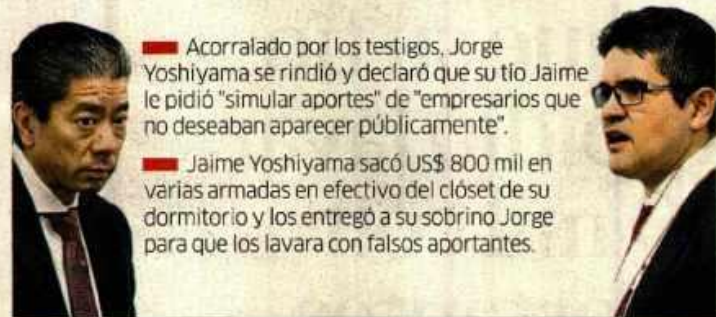 Acorralado por los testigos, Jorge
Yoshiyama se rindió y declaró que su tío Jaime
le pidió "simular aportes" de "empresarios que
no deseaban aparecer públicamente".
Jaime Yoshiyama sacó US$ 800 mil en
varias armadas en efectivo del clóset de su
dormitorio y los entregó a su sobrino Jorge
para que los lavara con falsos aportantes.